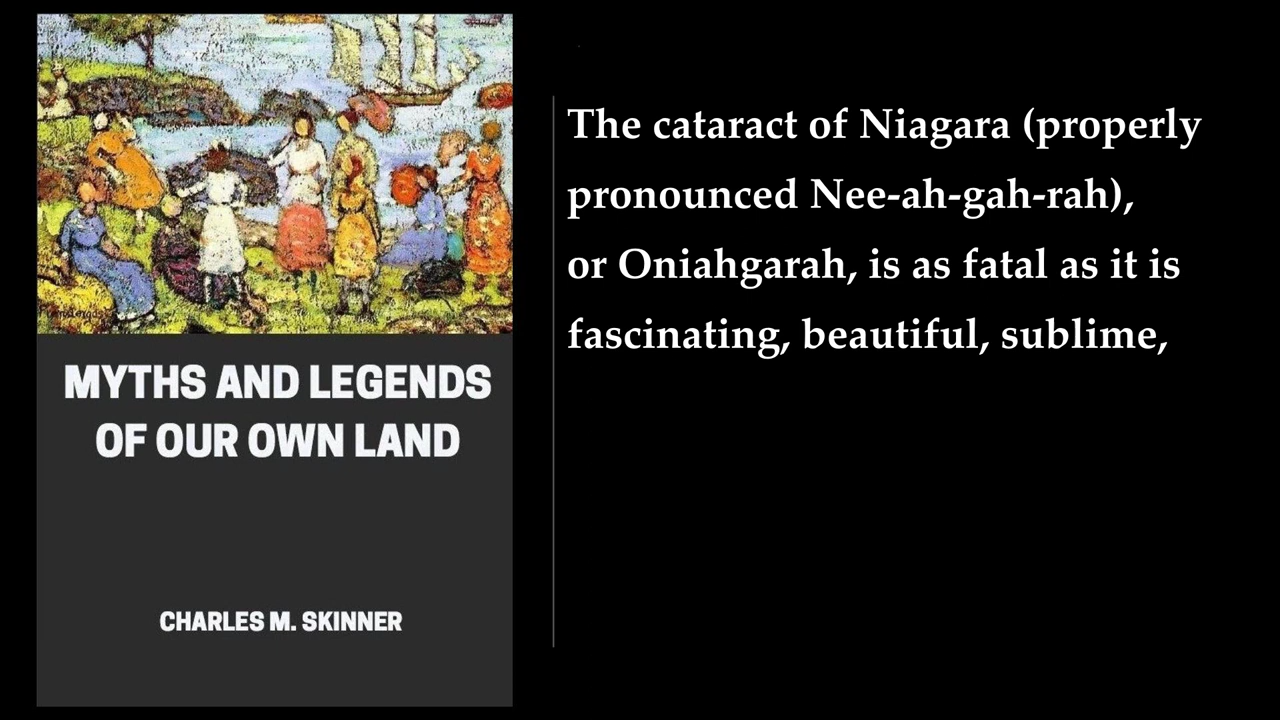 MYTHS AND LEGENDS
OF OUR OWN LAND
CHARLES M. SKINNER
The cataract of Niagara (properly
pronounced Nee-ah-gah-rah),
or Oniahgarah, is as fatal as it is
fascinating, beautiful, sublime,